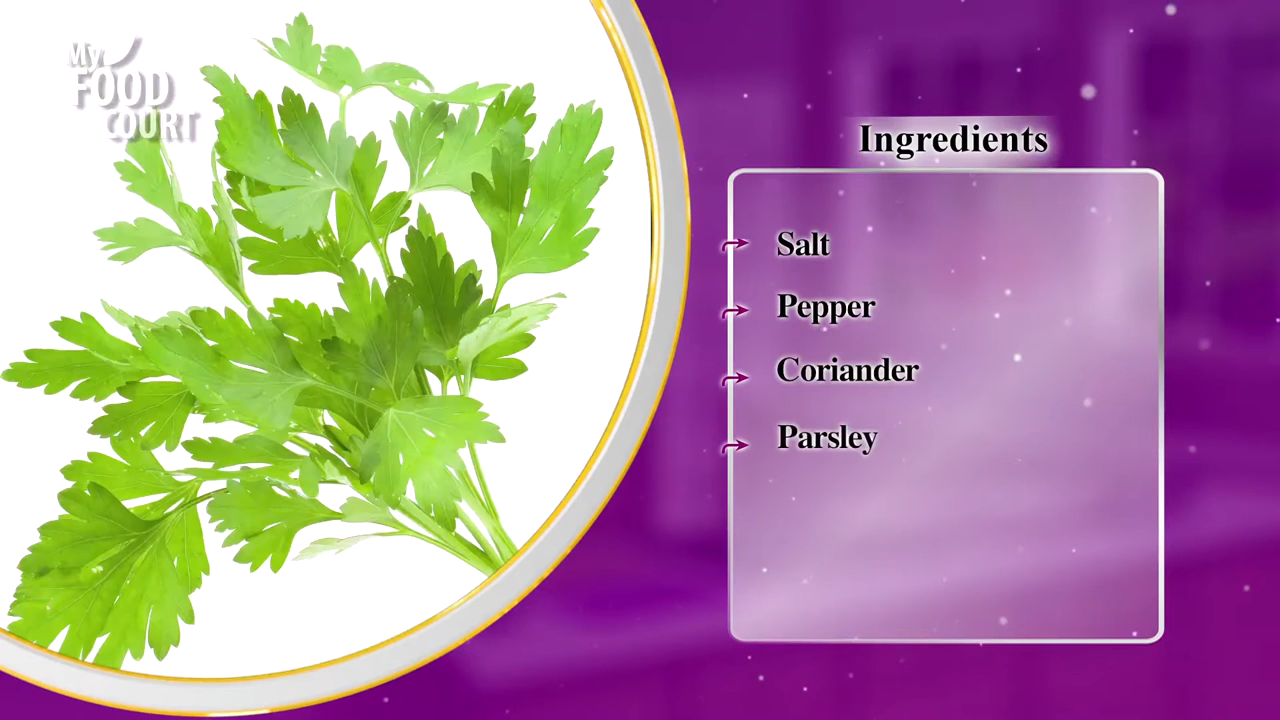 My
FOOD
COURT
Ingredients
Salt
Pepper
Coriander
Parsley